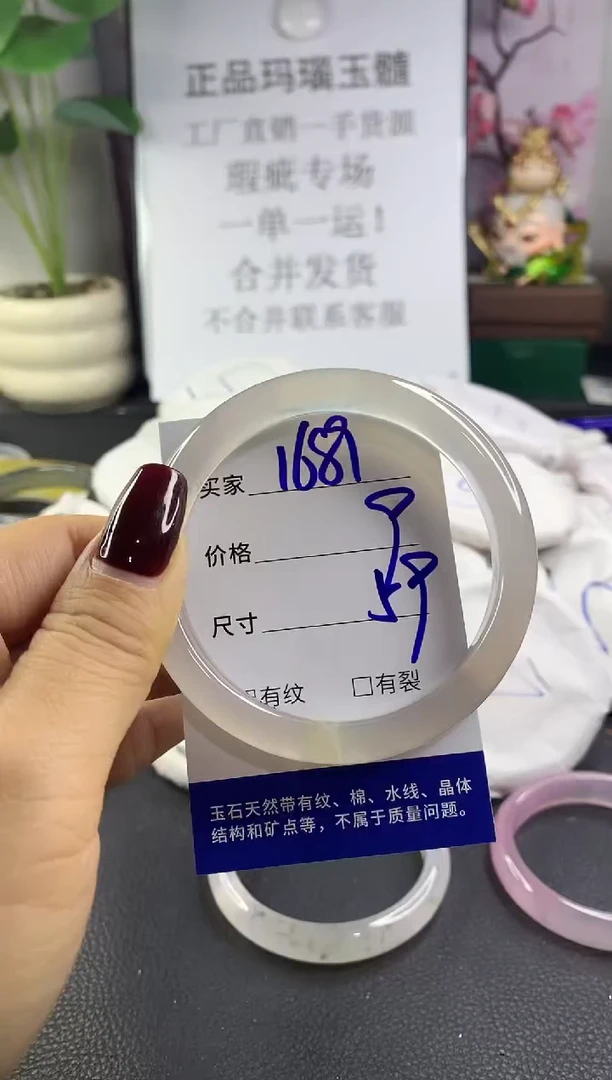 正品玛瑙玉髓
工厂直销一手货源
瑕疵专场
一单一运！
合并发货
不合并联系客服
买家 1689
价格 9
尺寸 59
有纹 □有裂
玉石天然带有纹、棉、水线、晶体
结构和矿点等，不属于质量问题。